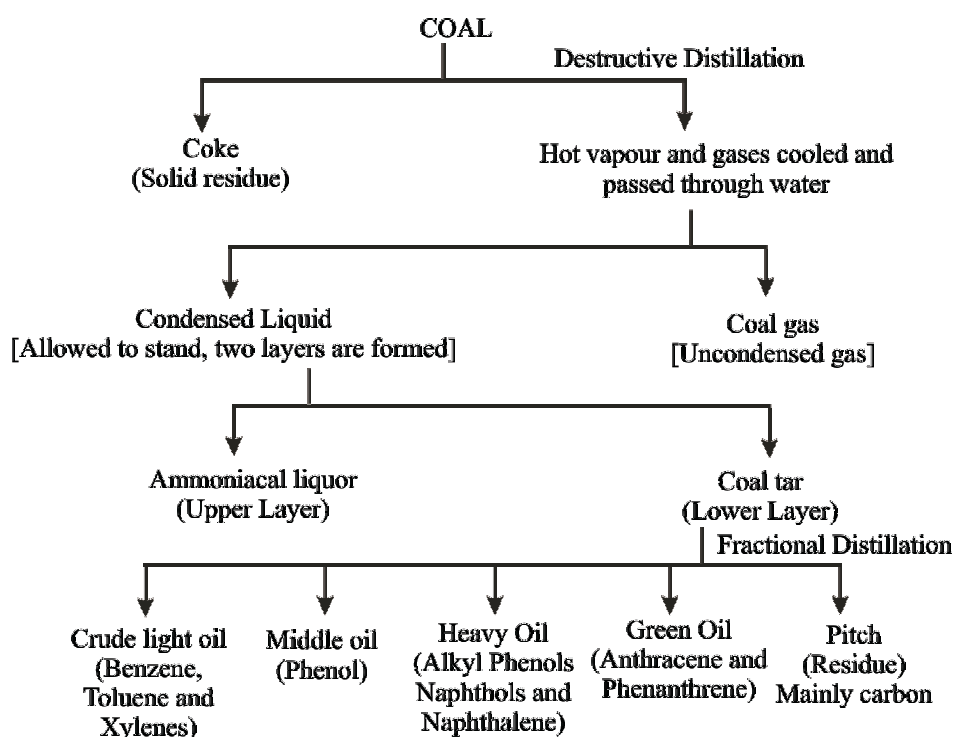 COAL
Destructive Distillation
Coke
(Solid residue)
Hot vapour and gases cooled and
passed through water
Condensed Liquid
[Allowed to stand, two layers are formed]
Coal gas
[Uncondensed gas]
Ammoniacal liquor
(Upper Layer)
Coal tar
(Lower Layer)
Fractional Distillation
Crude light oil
(Benzene,
Toluene and
Xylenes)
Middle oil
(Phenol)
Heavy Oil
(Alkyl Phenols
Naphthols and
Naphthalene)
Green Oil
(Anthracene and
Phenanthrene)
Pitch
(Residue)
Mainly carbon